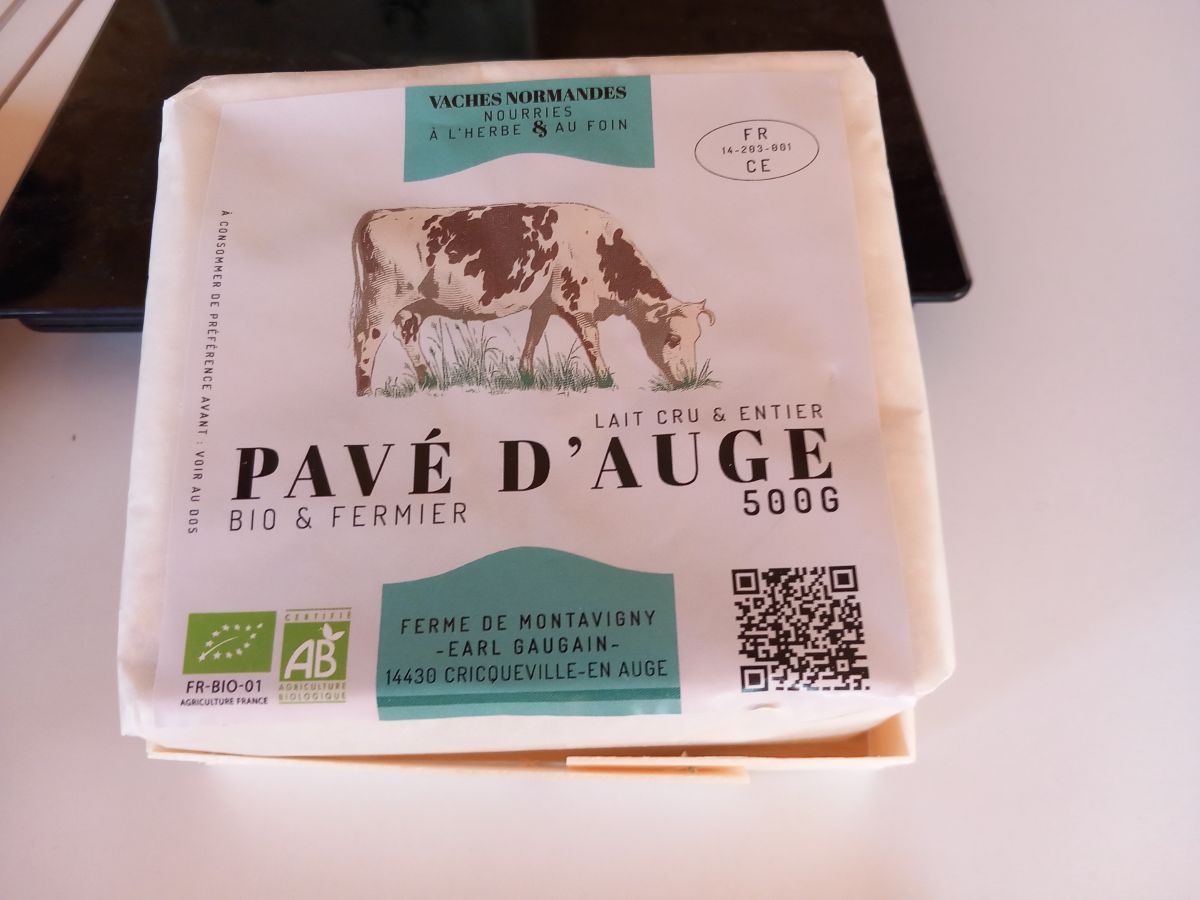 VACHES NORMANDES
NOURRIES
À L'HERBE & AU FOIN
FR
14-203-001
CE
À CONSOMMER DE PRÉFÉRENCE AVANT : VOIR AU DOS
LAIT CRU & ENTIER
PAVÉ D'AUGE
BIO & FERMIER
500G
CERTIFIÉ
AB
AGRICULTURE
BIOLOGIQUE
FR-BIO-01
AGRICULTURE FRANCE
FERME DE MONTAVIGNY
-EARL GAUGAIN-
14430 CRICQUEVILLE-EN AUGE